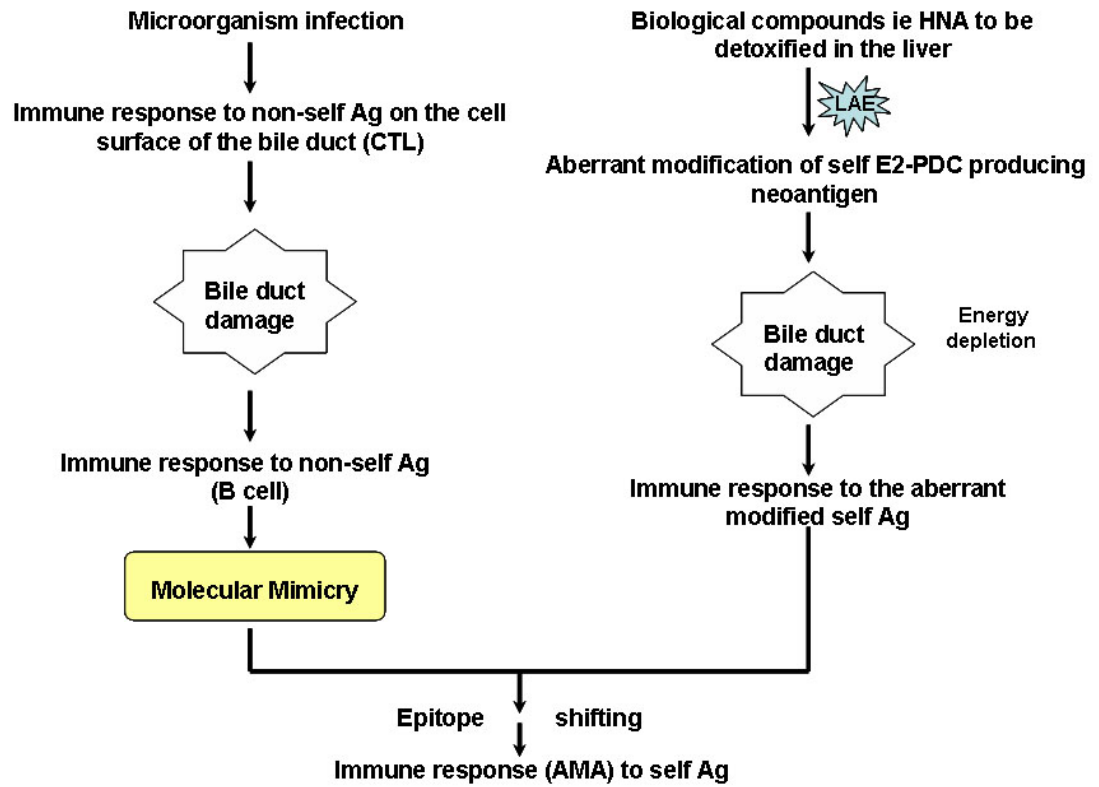 Microorganism infection
Immune response to non-self Ag on the cell
surface of the bile duct (CTL)
Bile duct
damage
Immune response to non-self Ag
(B cell)
Molecular Mimicry
Biological compounds ie HNA to be
detoxified in the liver
LAE
Aberrant modification of self E2-PDC producing
neoantigen
Bile duct
damage
Energy
depletion
Immune response to the aberrant
modified self Ag
Epitope shifting
Immune response (AMA) to self Ag